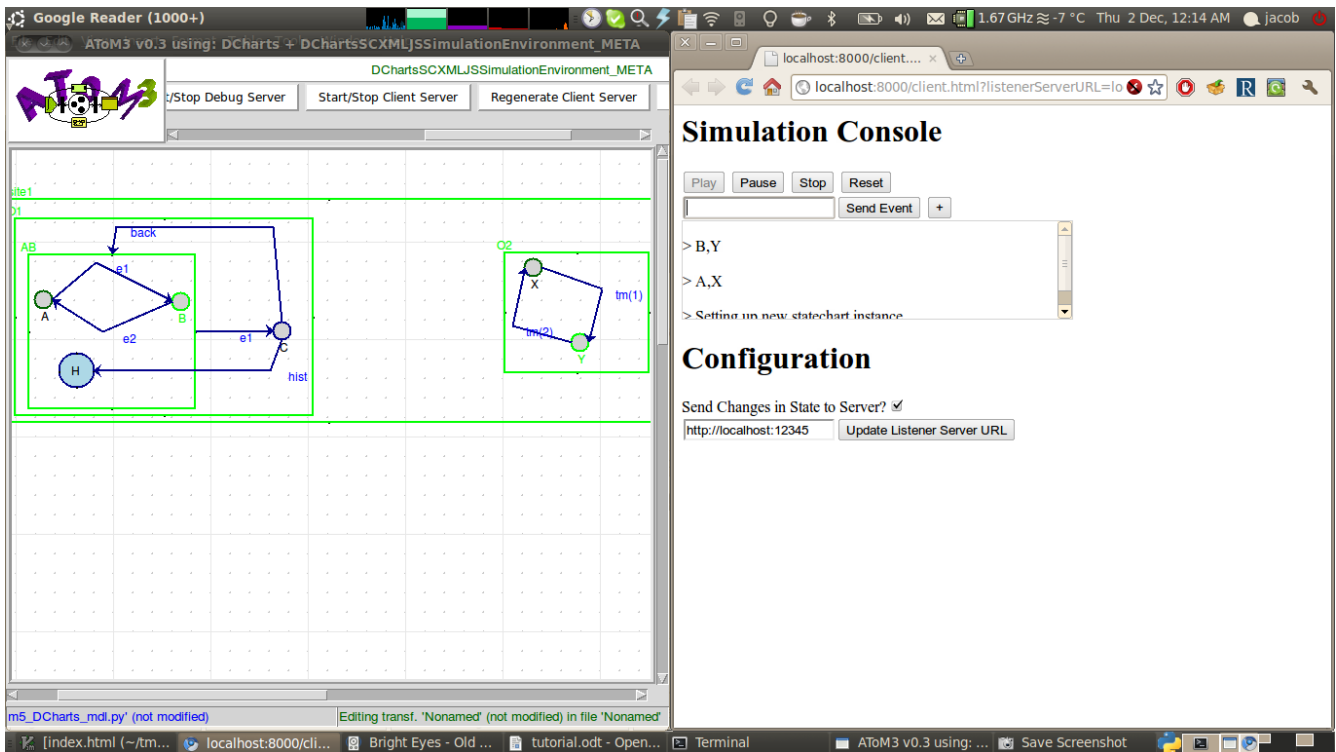 Google Reader (1000+)
1.67 GHz ≈ -7 °C Thu 2 Dec, 12:14 AM jacob
AToM3 v0.3 using: DCharts + DChartsSCXMLJSSimulationEnvironment_META
DChartsSCXMLJSSimulationEnvironment_META
:/Stop Debug Server
Start/Stop Client Server
Regenerate Client Server
site1
AB
back
e1
A
B
e2
e1
C
H
hist
O2
X
tm(1)
tm(2)
Y
m5_DCharts_mdl.py' (not modified)
Editing transf. 'Nonamed' (not modified) in file 'Nonamed'
localhost:8000/client....
localhost:8000/client.html?listenerServerURL=lo
R
Simulation Console
Play Pause Stop Reset
Send Event +
> B,Y
> A,X
> Setting up new statechart instance
Configuration
Send Changes in State to Server?
http://localhost:12345 Update Listener Server URL
[index.html (~/tm... localhost:8000/cli... Bright Eyes - Old ... tutorial.odt - Open... Terminal AToM3 v0.3 using: ... Save Screenshot